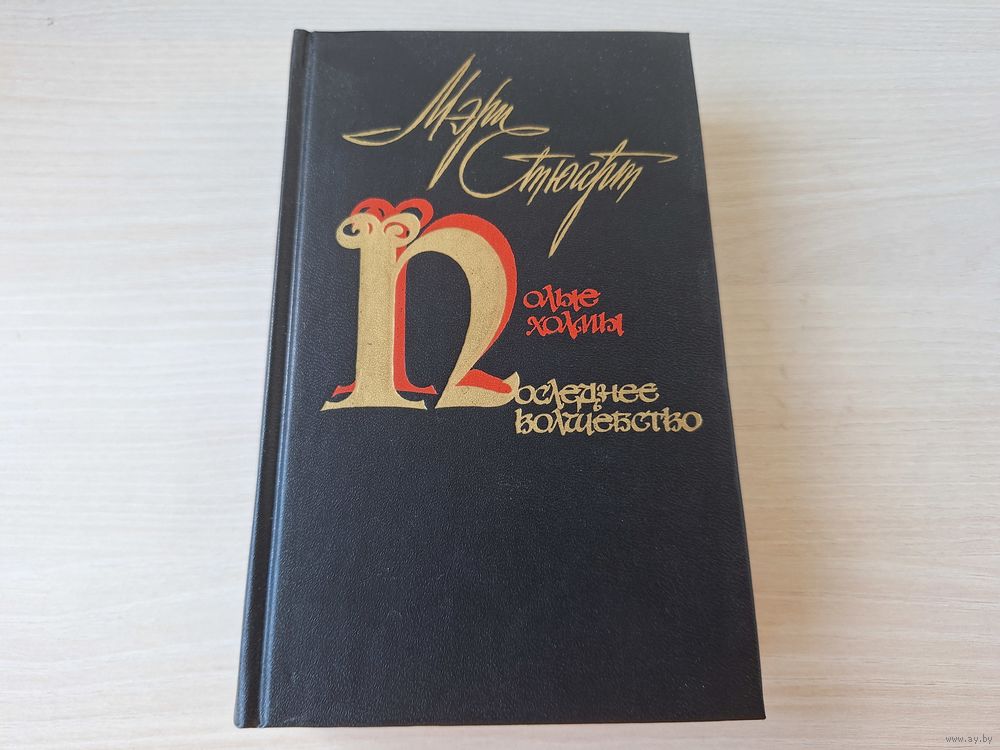 Мэри
Стюарт
Полые
холмы
Последнее
волшебство
www.ay.by